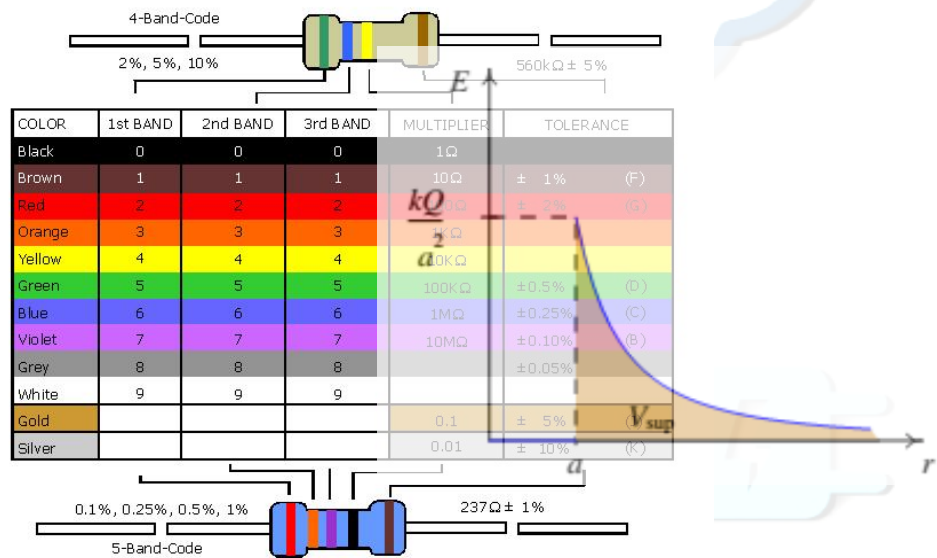 4-Band-Code
2%, 5%, 10%
560kΩ ± 5%
E
COLOR 1st BAND 2nd BAND 3rd BAND MULTIPLIER TOLERANCE
Black 0 0 0 1Ω
Brown 1 1 1 10Ω ± 1% (F)
Red 2 2 2 ± 2% (G)
kQ
Orange 3 3 3 1KΩ
a²
Yellow 4 4 4 10KΩ
Green 5 5 5 100KΩ ±0.5% (D)
Blue 6 6 6 1MΩ ±0.25% (C)
Violet 7 7 7 10MΩ ±0.10% (B)
Grey 8 8 8 ±0.05%
White 9 9 9
Gold 0.1 ± 5%
Vsup
Silver 0.01 ± 10% (K)
a
r
0.1%, 0.25%, 0.5%, 1%
237Ω ± 1%
5-Band-Code